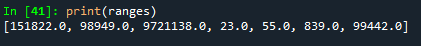 In [41]: print(ranges)
[151822.0, 98949.0, 9721138.0, 23.0, 55.0, 839.0, 99442.0]